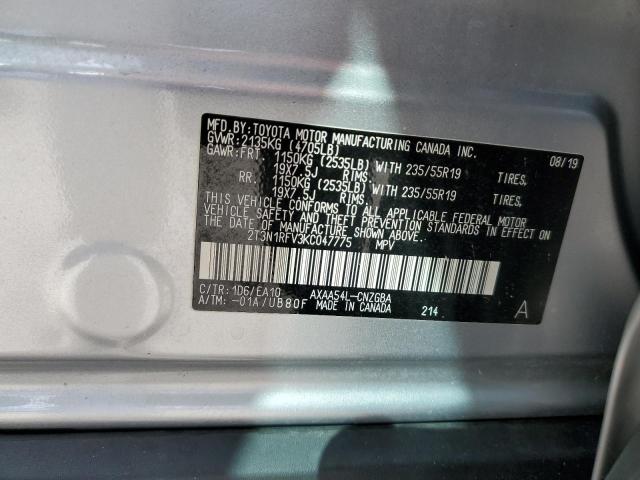 MFD.BY:TOYOTA MOTOR MANUFACTURING CANADA INC. 08/19
GVWR:2135KG (4705LB)
GAWR:FRT. 1150KG (2535LB) WITH 235/55R19 TIRES,
19X7.5J RIMS.
RR. 1150KG (2535LB) WITH 235/55R19 TIRES,
19X7.5J RIMS.
THIS VEHICLE CONFORMS TO ALL APPLICABLE FEDERAL MOTOR
VEHICLE SAFETY AND THEFT PREVENTION STANDARDS IN EFFECT ON
THE DATE OF MANUFACTURE SHOWN ABOVE.
2T3N1RFV3KC047775 MPV
C/TR:1D6/EA10 AXAA54L-CNZGBA
A/TM: -01A/UB80F MADE IN CANADA 214 A